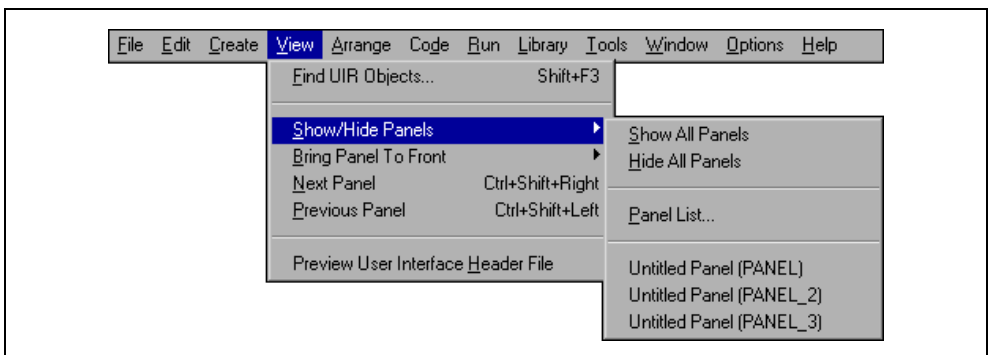 File Edit Create View Arrange Code Run Library Tools Window Options Help
Find UIR Objects... Shift+F3
Show/Hide Panels
Bring Panel To Front
Next Panel Ctrl+Shift+Right
Previous Panel Ctrl+Shift+Left
Preview User Interface Header File
Show All Panels
Hide All Panels
Panel List...
Untitled Panel (PANEL)
Untitled Panel (PANEL_2)
Untitled Panel (PANEL_3)